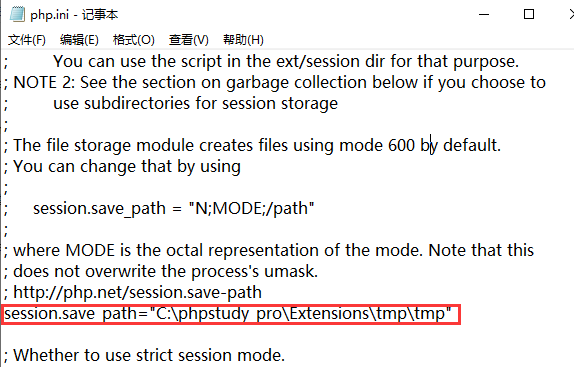 php.ini - 记事本
文件(F) 编辑(E) 格式(O) 查看(V) 帮助(H)
; You can use the script in the ext/session dir for that purpose.
; NOTE 2: See the section on garbage collection below if you choose to
; use subdirectories for session storage
;
; The file storage module creates files using mode 600 by default.
; You can change that by using
;
; session.save_path = "N;MODE;/path"
;
; where MODE is the octal representation of the mode. Note that this
; does not overwrite the process's umask.
; http://php.net/session.save-path
session.save_path="C:\phpstudy_pro\Extensions\tmp\tmp"
; Whether to use strict session mode.